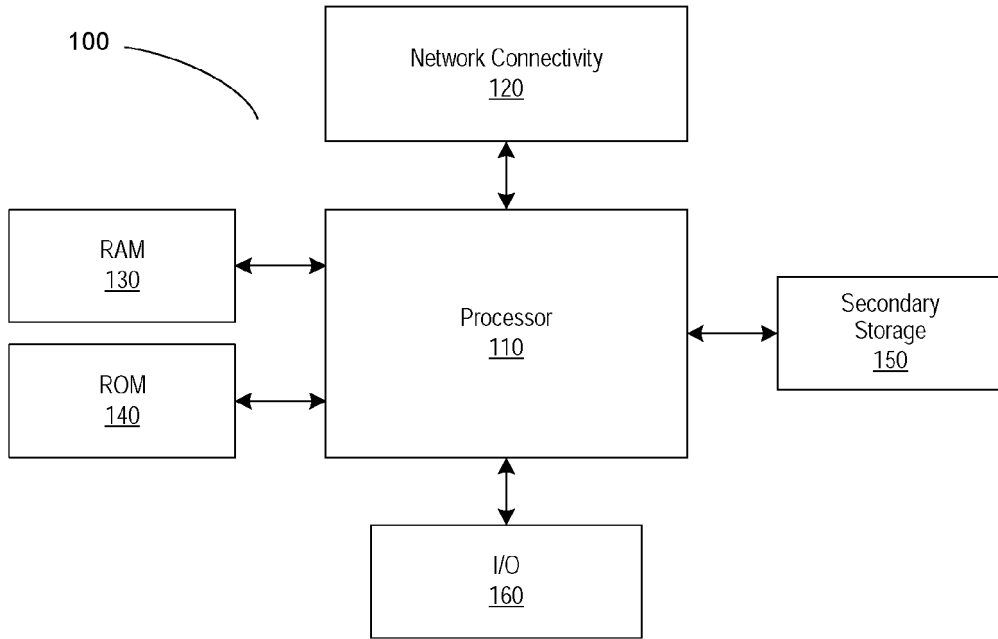 100
Network Connectivity
120
RAM
130
Processor
110
Secondary
Storage
150
ROM
140
I/O
160